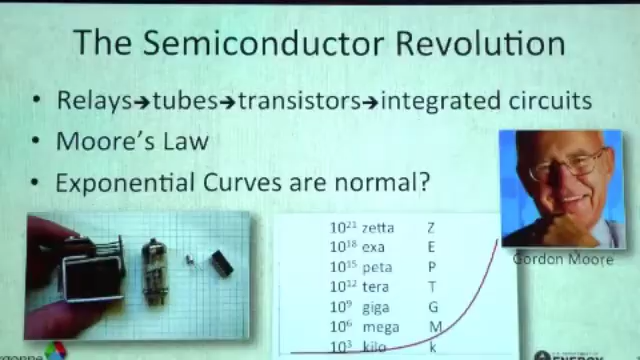 The Semiconductor Revolution
• Relays➔tubes➔transistors➔integrated circuits
• Moore's Law
• Exponential Curves are normal?
10²¹ zetta Z
10¹⁸ exa E
10¹⁵ peta P
10¹² tera T
10⁹ giga G
10⁶ mega M
10³ kilo k
Gordon Moore
ENERGY